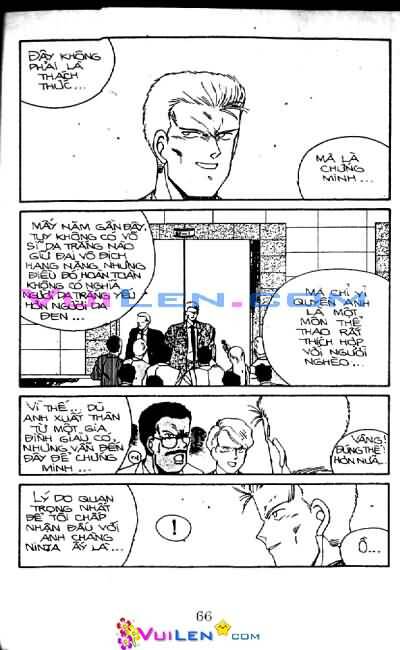 ĐÂY KHÔNG
PHẢI LÀ
THÁCH
THỨC...
MÀ LÀ
CHỨNG
MINH...
MẤY NĂM GẦN ĐÂY,
TUY KHÔNG CÓ VÕ
SĨ DA TRẮNG NÀO
GIỮ ĐAI VÔ ĐỊCH
HẠNG NẶNG, NHƯNG
ĐIỀU ĐÓ HOÀN TOÀN
KHÔNG CÓ NGHĨA
NGƯỜI DA TRẮNG YẾU
HƠN NGƯỜI DA
ĐEN...
MÀ CHỈ VÌ
QUYỀN ANH
LÀ MỘT
MÔN THỂ
THAO RẤT
THÍCH HỢP
VỚI NGƯỜI
NGHÈO...
VUILEN.COM
VÌ THẾ... DÙ
ANH XUẤT THÂN
TỪ MỘT GIA
ĐÌNH GIÀU CÓ,
NHƯNG VẪN ĐẾN
ĐÂY ĐỂ CHỨNG
MINH...
VÂNG!
ĐÚNG THẾ!
HƠN NỮA...
LÝ DO QUAN
TRỌNG NHẤT
ĐỂ TÔI CHẤP
NHẬN ĐẤU VỚI
ANH CHÀNG
NINJA ẤY LÀ...
!
Ồ...
66
VUILEN.COM